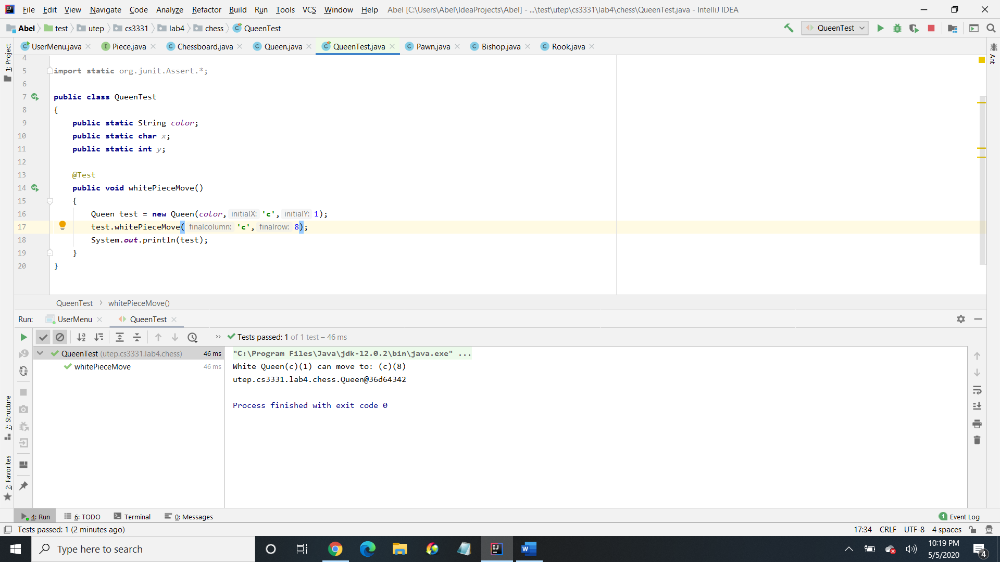 File Edit View Navigate Code Analyze Refactor Build Run Tools VCS Window Help Abel [C:\Users\Abel\IdeaProjects\Abel] - ...\test\utep\cs3331\lab4\chess\QueenTest.java - IntelliJ IDEA
Abel test utep cs3331 lab4 chess QueenTest QueenTest
UserMenu.java Piece.java Chessboard.java Queen.java QueenTest.java Pawn.java Bishop.java Rook.java
1: Project
Ant
4
5 import static org.junit.Assert.*;
6
7 public class QueenTest
8 {
9 public static String color;
10 public static char x;
11 public static int y;
12
13 @Test
14 public void whitePieceMove()
15 {
16 Queen test = new Queen(color, initialX: 'c', initialY: 1);
17 test.whitePieceMove( finalcolumn: 'c', finalrow: 8);
18 System.out.println(test);
19 }
20 }
QueenTest > whitePieceMove()
Run: UserMenu QueenTest
» Tests passed: 1 of 1 test – 46 ms
QueenTest (utep.cs3331.lab4.chess) 46 ms
whitePieceMove 46 ms
"C:\Program Files\Java\jdk-12.0.2\bin\java.exe" ...
White Queen(c)(1) can move to: (c)(8)
utep.cs3331.lab4.chess.Queen@36d64342
Process finished with exit code 0
7: Structure
2: Favorites
4: Run 6: TODO Terminal 0: Messages 1 Event Log
Tests passed: 1 (2 minutes ago) 17:34 CRLF UTF-8 4 spaces
Type here to search
10:19 PM
5/5/2020
4